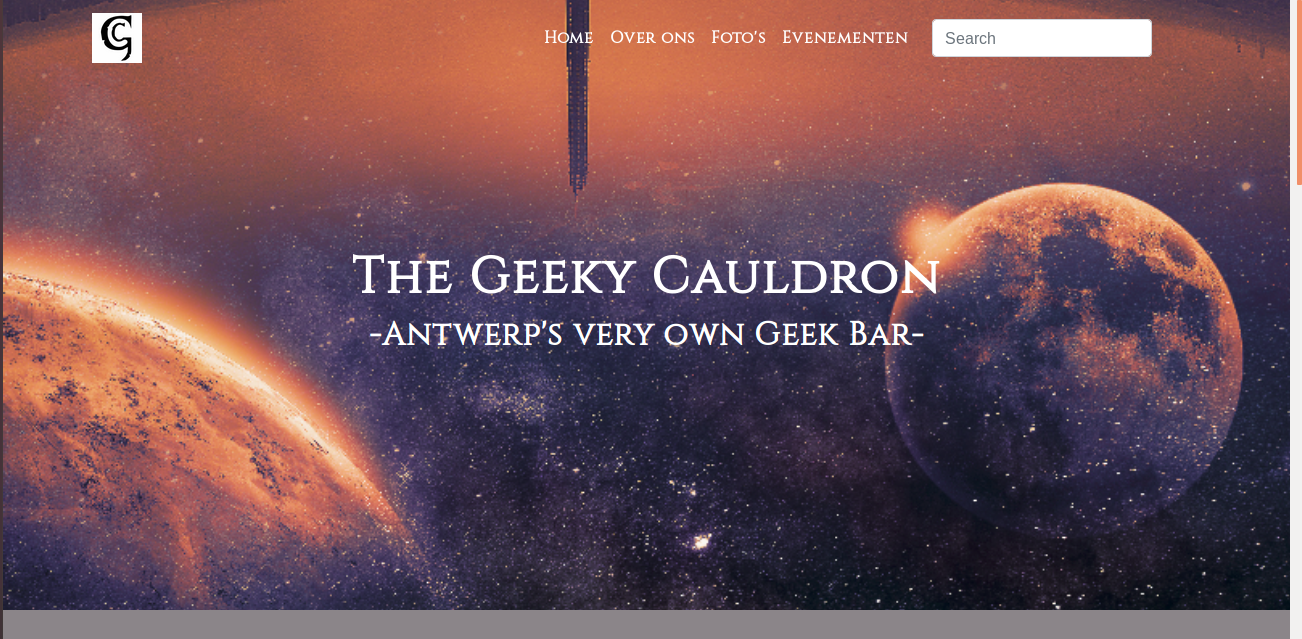 CG
Home Over ons Foto's Evenementen Search
The Geeky Cauldron
-Antwerp's very own Geek Bar-